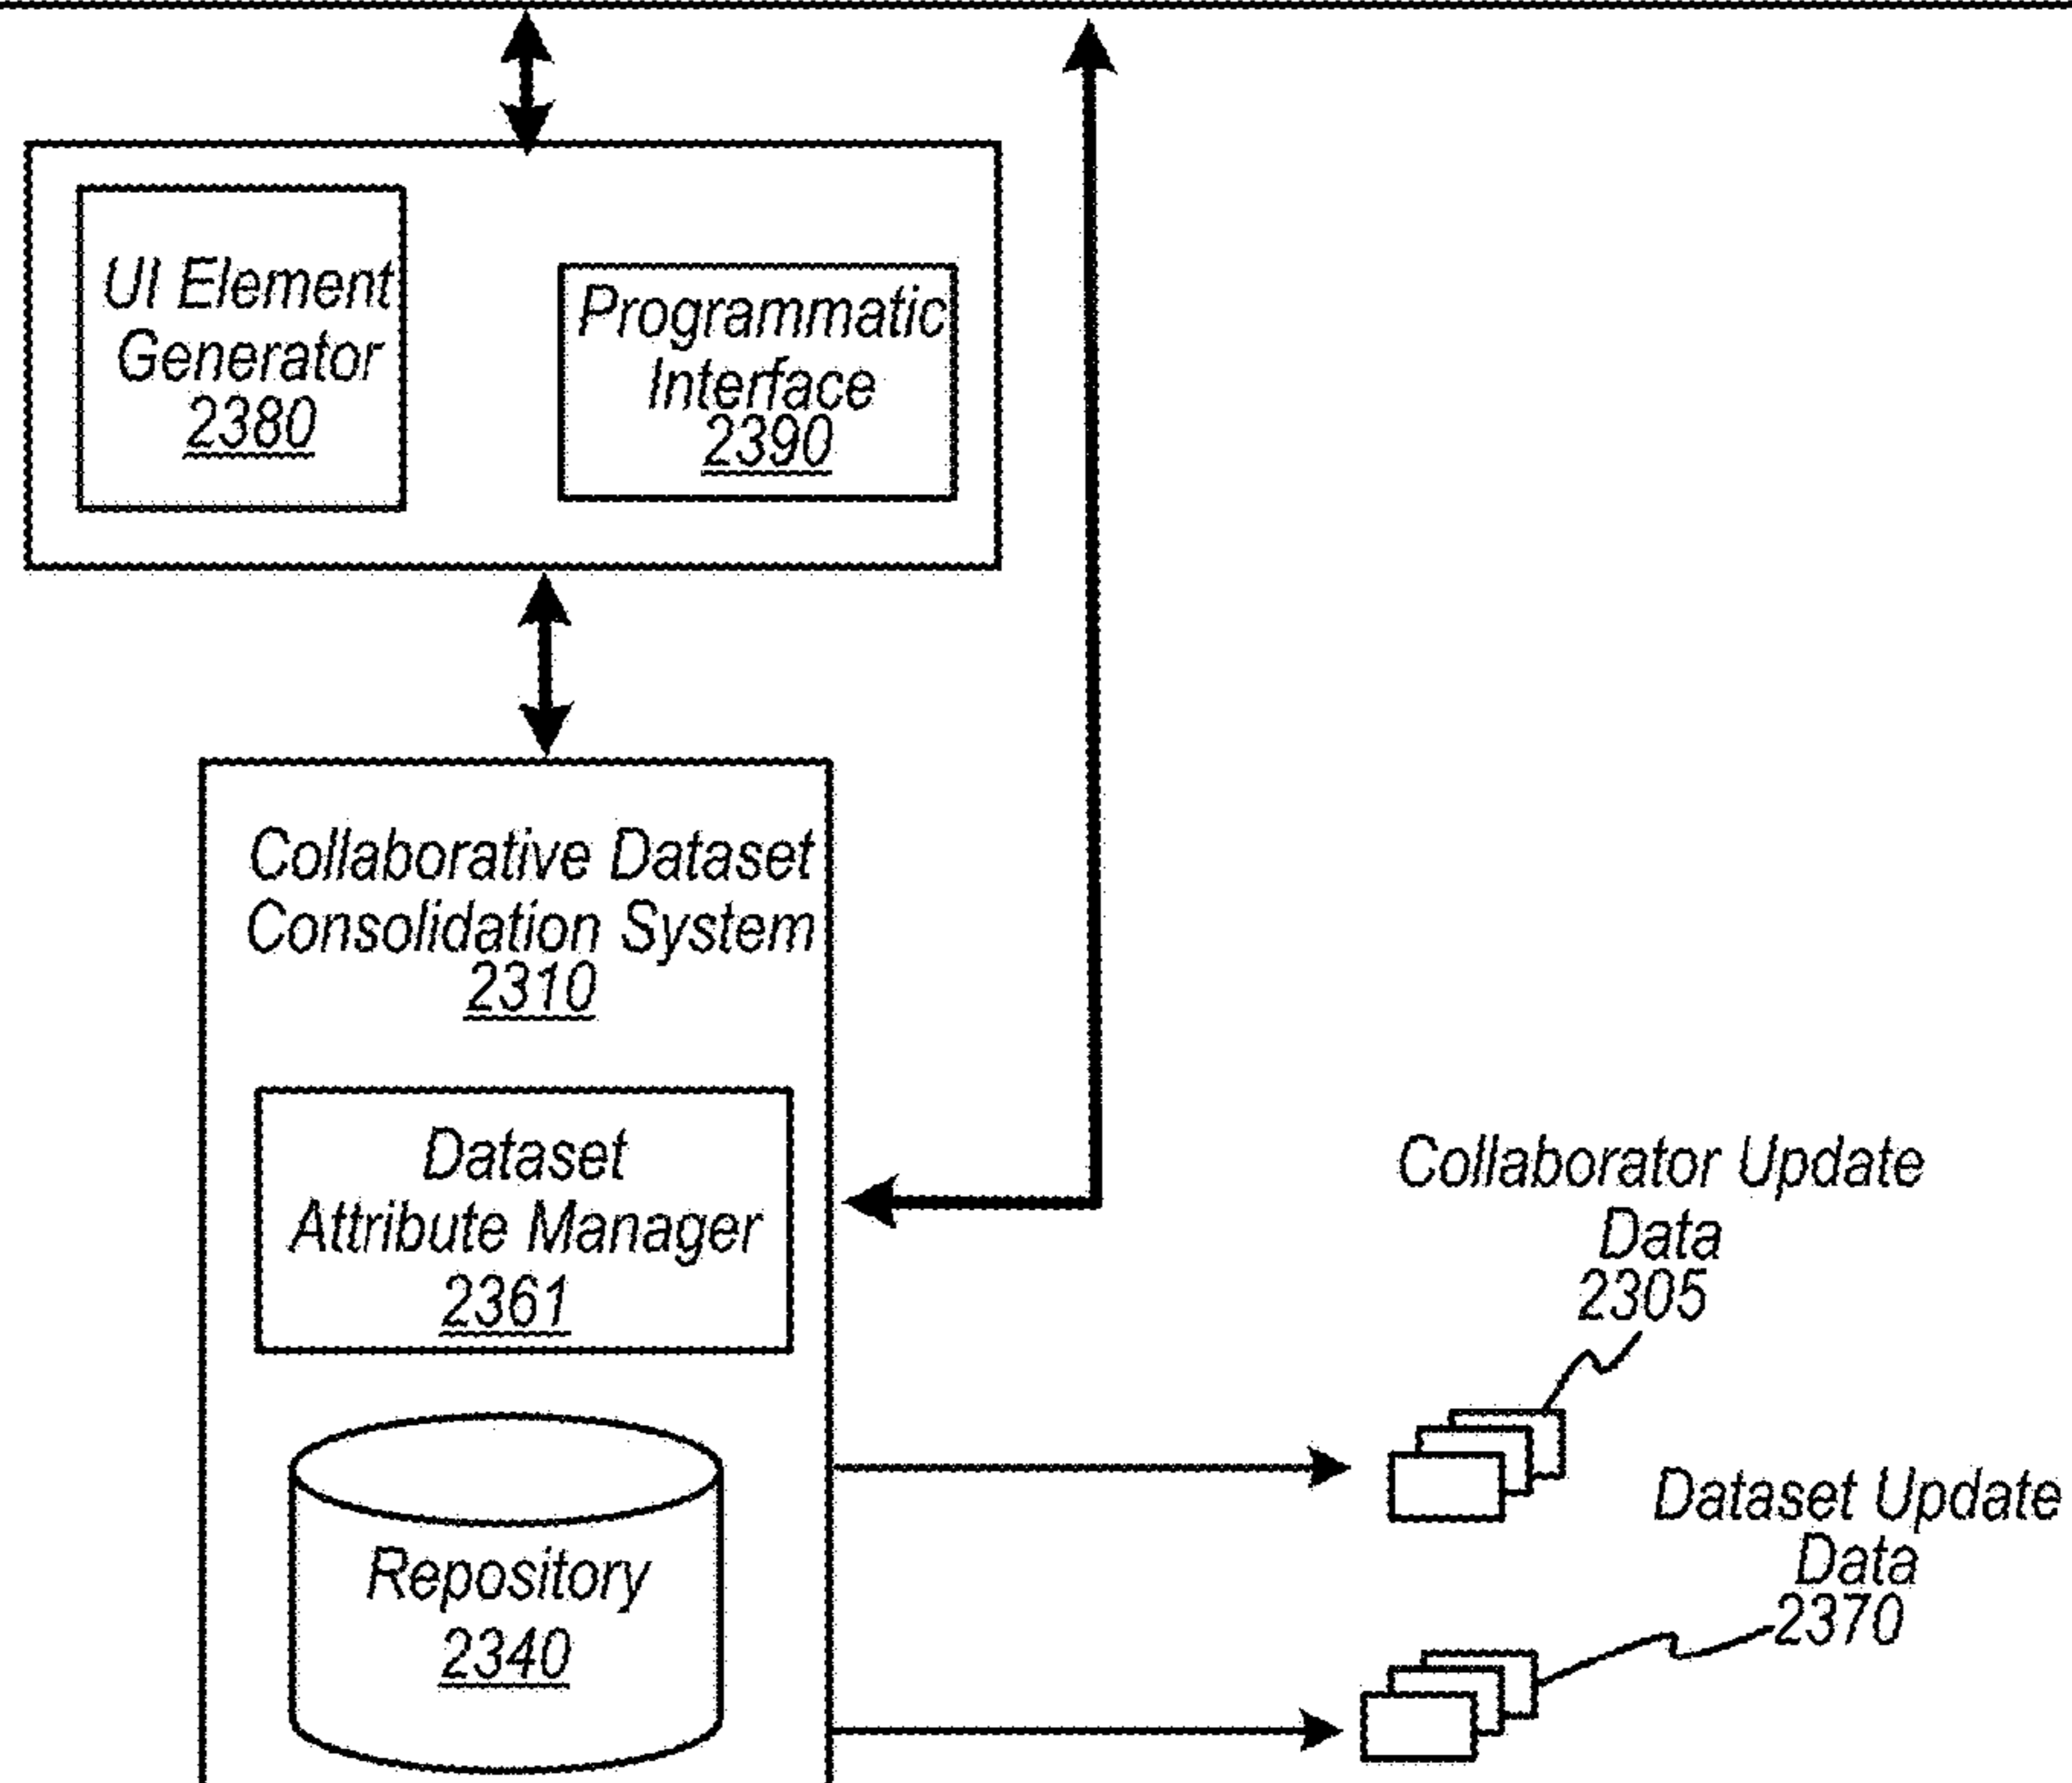 UI Element
Generator
2380
Programmatic
Interface
2390
Collaborative Dataset
Consolidation System
2310
Dataset
Attribute Manager
2361
Collaborator Update
Data
2305
Repository
2340
Dataset Update
Data
2370